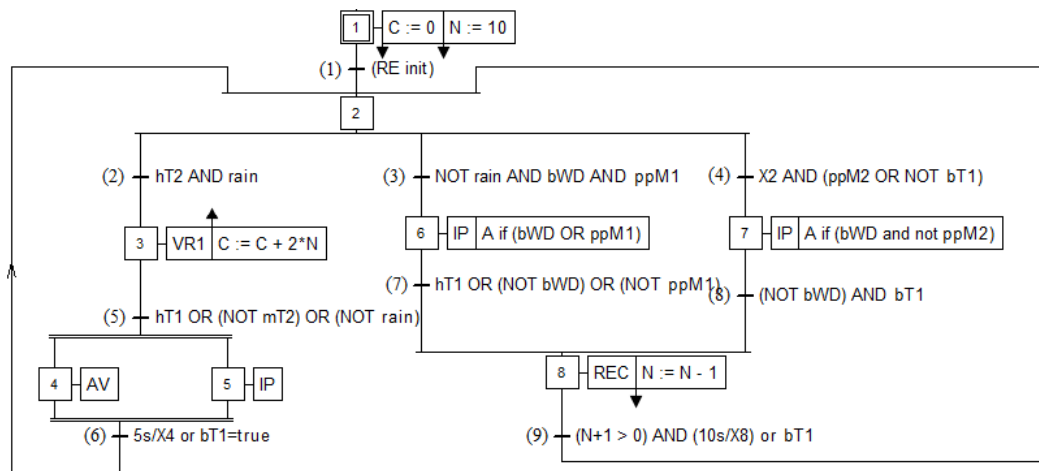 1 C := 0 N := 10
(1) (RE init)
2
(2) hT2 AND rain
(3) NOT rain AND bWD AND ppM1
(4) X2 AND (ppM2 OR NOT bT1)
3 VR1 C := C + 2*N
6 IP A if (bWD OR ppM1)
7 IP A if (bWD and not ppM2)
(7) hT1 OR (NOT bWD) OR (NOT ppM1)
(8) (NOT bWD) AND bT1
(5) hT1 OR (NOT mT2) OR (NOT rain)
4 AV
5 IP
8 REC N := N - 1
(6) 5s/X4 or bT1=true
(9) (N+1 > 0) AND (10s/X8) or bT1